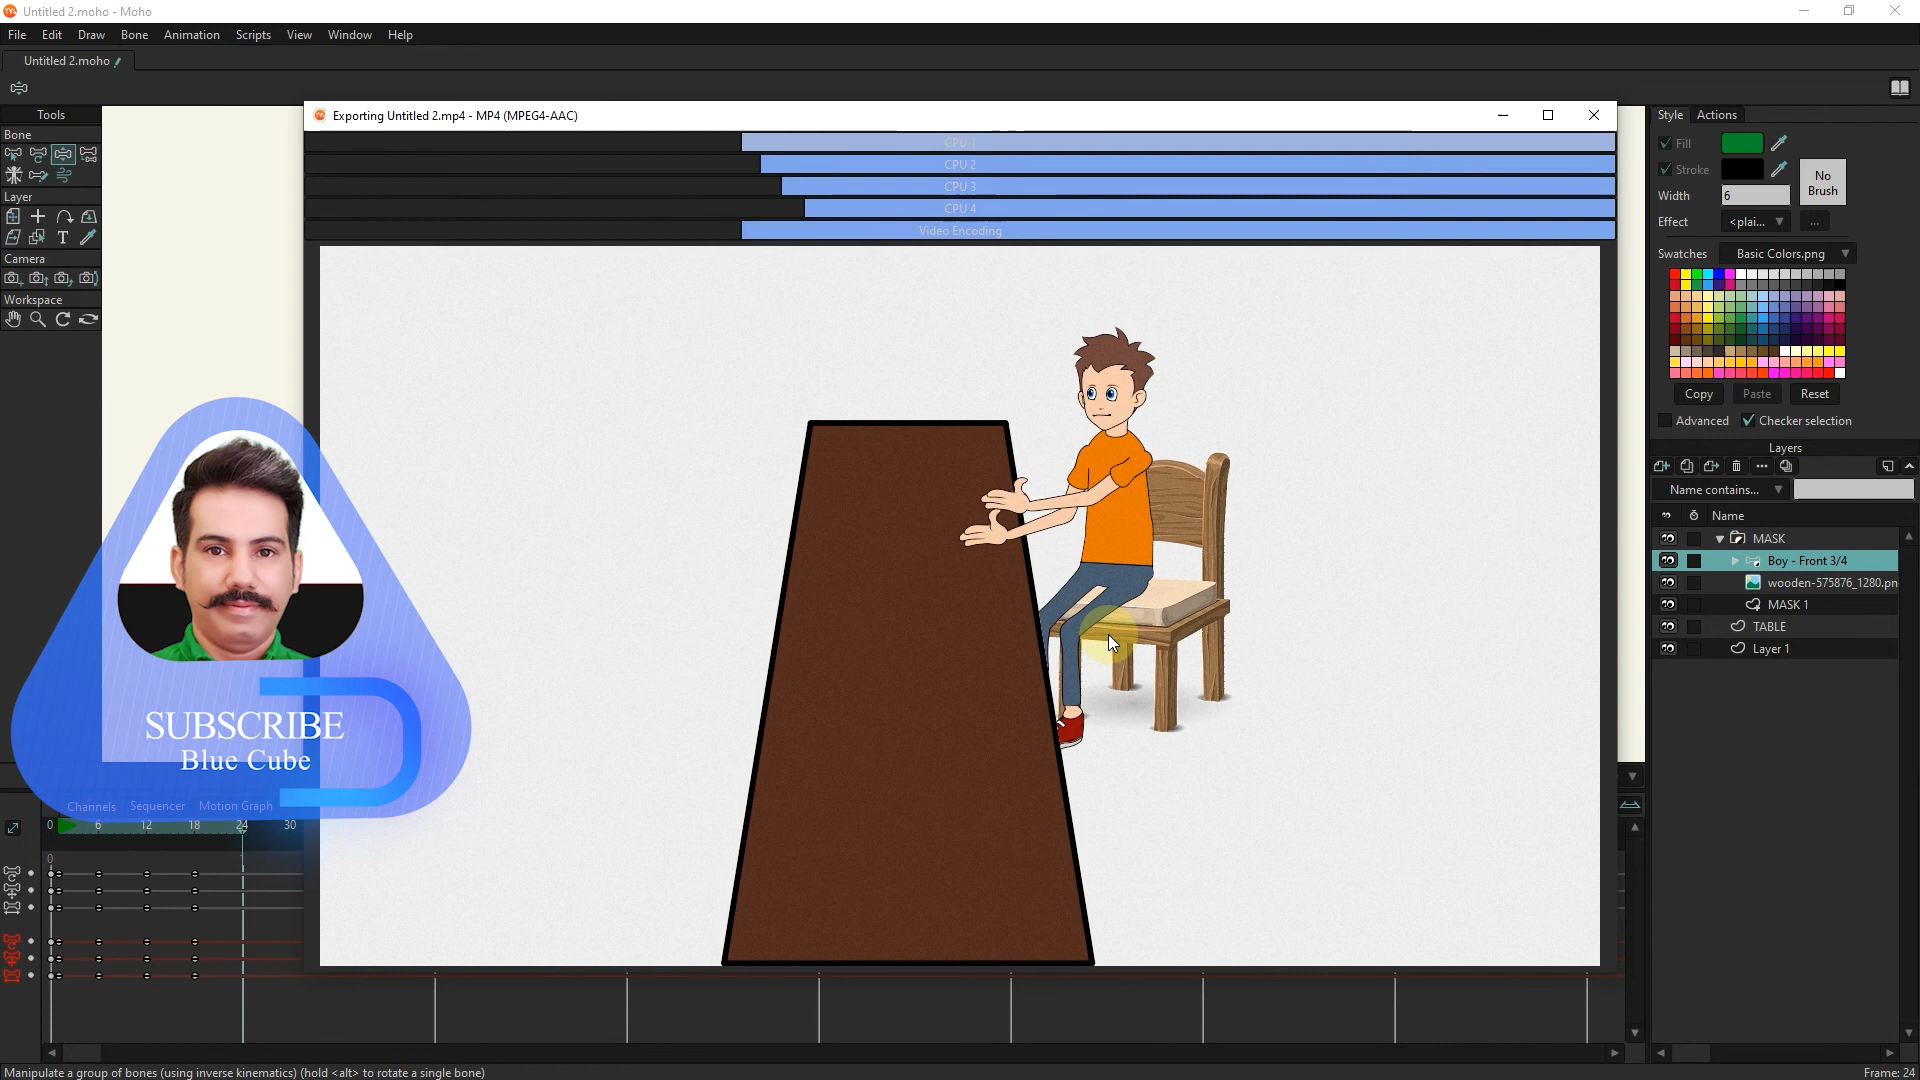 Untitled 2.moho - Moho
File Edit Draw Bone Animation Scripts View Window Help
Untitled 2.moho
Tools
Bone
Layer
Camera
Workspace
Exporting Untitled 2.mp4 - MP4 (MPEG4-AAC)
CPU 1
CPU 2
CPU 3
CPU 4
Video Encoding
SUBSCRIBE
Blue Cube
Style Actions
Fill
Stroke
No
Brush
Width 6
Effect <plai... ...
Swatches Basic Colors.png
Copy Paste Reset
Advanced Checker selection
Layers
Name contains...
Name
MASK
Boy - Front 3/4
wooden-575876_1280.pn
MASK 1
TABLE
Layer 1
Channels Sequencer Motion Graph
0 6 12 18 24 30
0
Manipulate a group of bones (using inverse kinematics) (hold <alt> to rotate a single bone)
Frame: 24